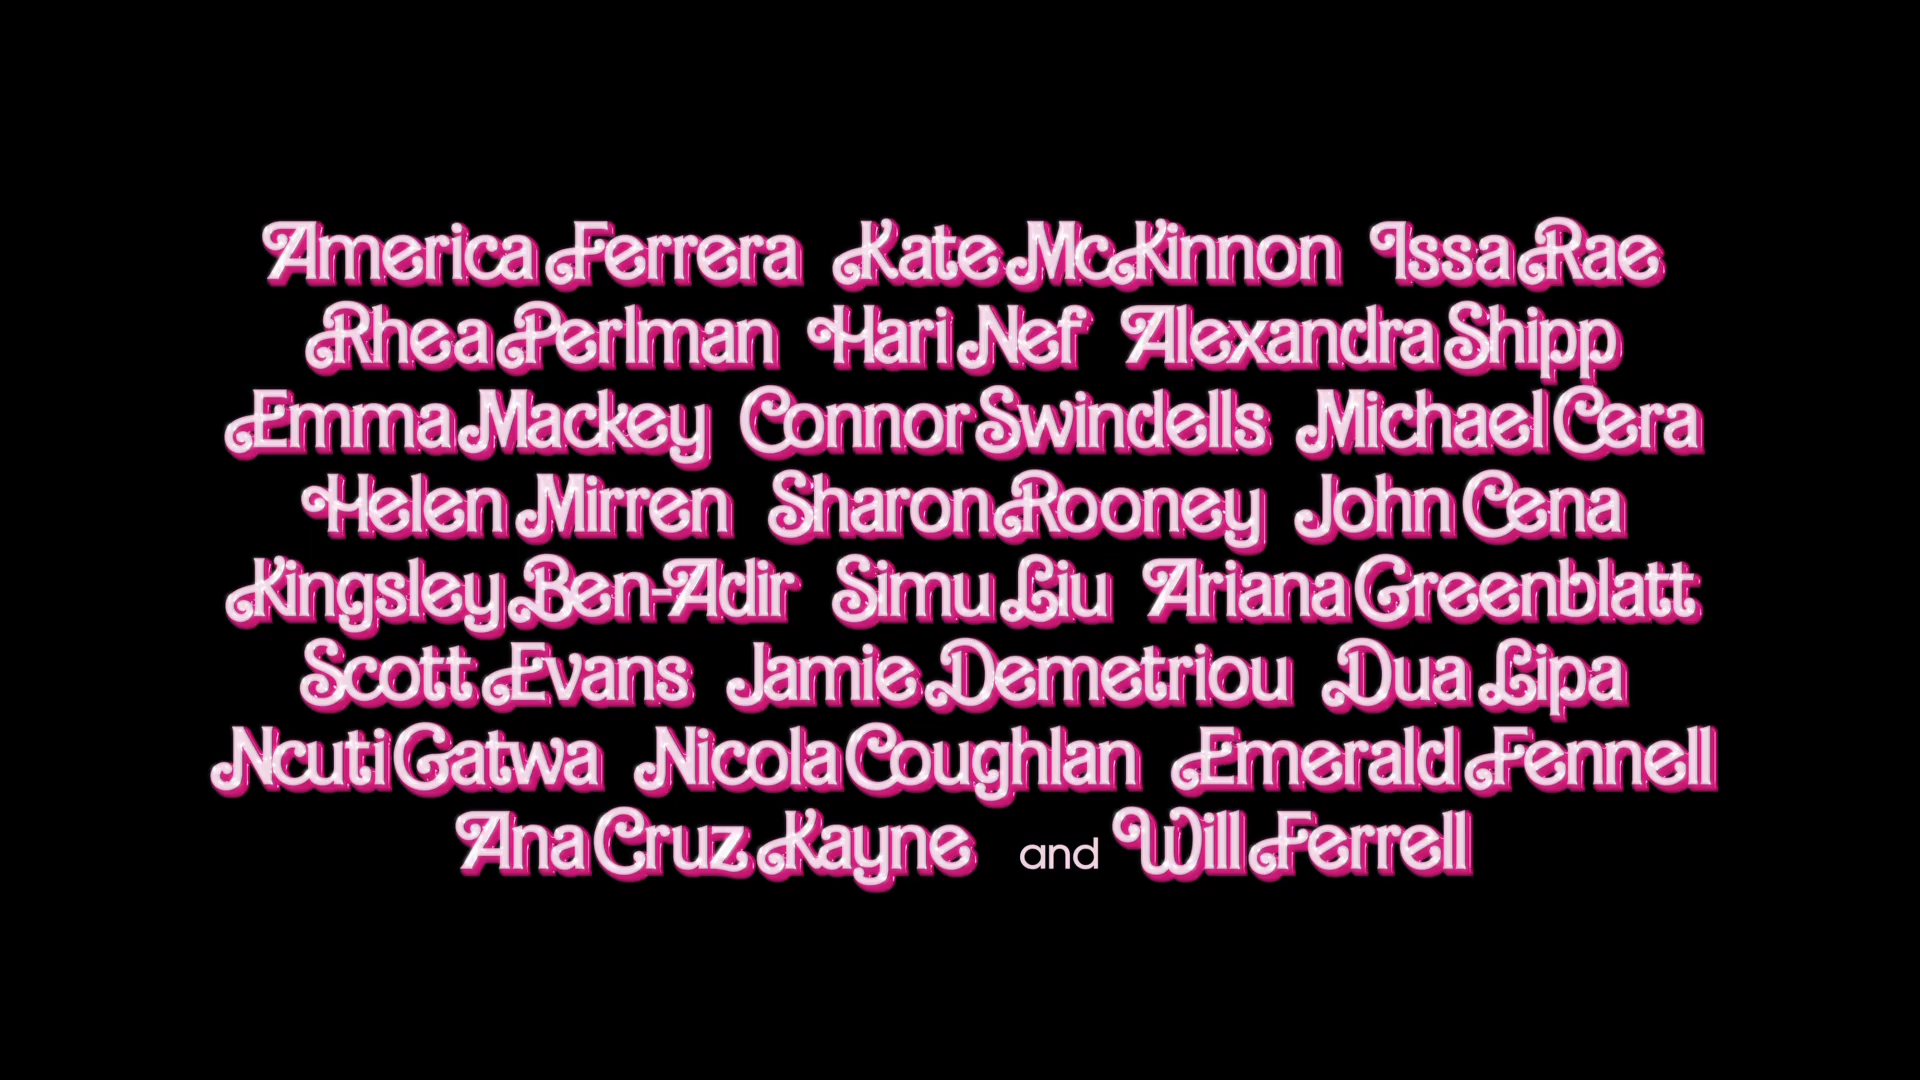 America Ferrera Kate McKinnon Issa Rae
Rhea Perlman Hari Nef Alexandra Shipp
Emma Mackey Connor Swindells Michael Cera
Helen Mirren Sharon Rooney John Cena
Kingsley Ben-Adir Simu Liu Ariana Greenblatt
Scott Evans Jamie Demetriou Dua Lipa
Ncuti Gatwa Nicola Coughlan Emerald Fennell
Ana Cruz Kayne and Will Ferrell